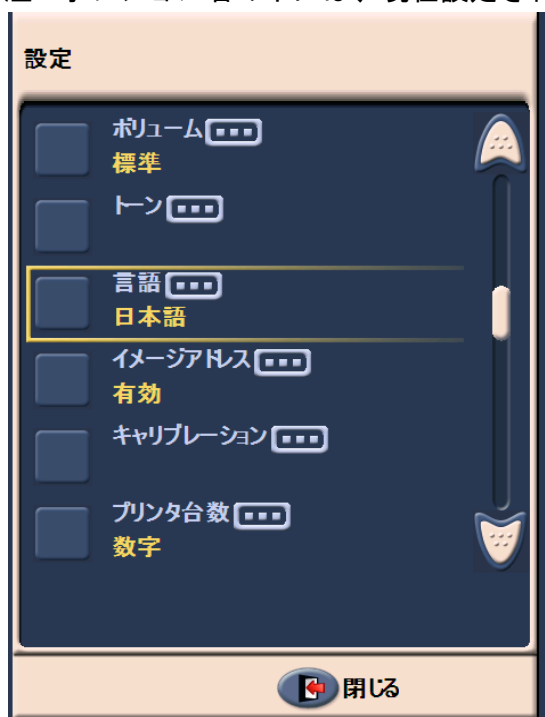 設定
ボリューム
標準
トーン
言語
日本語
イメージアドレス
有効
キャリブレーション
プリンタ台数
数字
閉じる